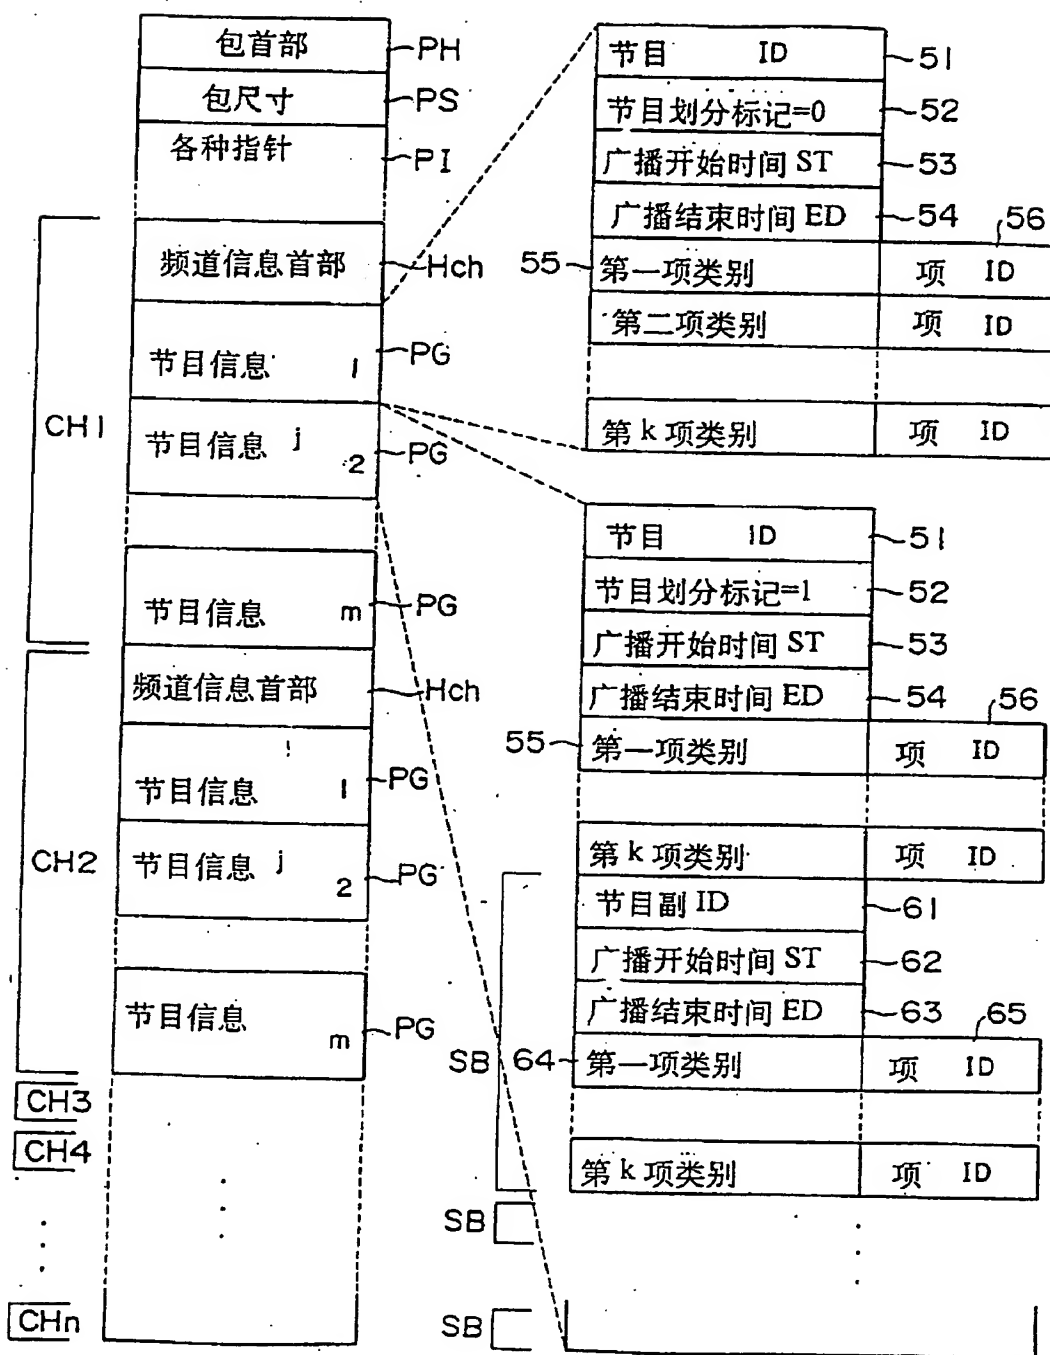 包首部 PH
包尺寸 PS
各种指针 PI
CH1
频道信息首部 Hch
节目信息 1 PG
节目信息 j 2 PG
节目信息 m PG
CH2
频道信息首部 Hch
节目信息 1 PG
节目信息 j 2 PG
节目信息 m PG
CH3
CH4
CHn
节目 ID 51
节目划分标记=0 52
广播开始时间 ST 53
广播结束时间 ED 54
56
55 第一项类别 项 ID
第二项类别 项 ID
第 k 项类别 项 ID
节目 ID 51
节目划分标记=1 52
广播开始时间 ST 53
广播结束时间 ED 54
56
55 第一项类别 项 ID
第 k 项类别 项 ID
SB
节目副 ID 61
广播开始时间 ST 62
广播结束时间 ED 63
65
64 第一项类别 项 ID
第 k 项类别 项 ID
SB
SB